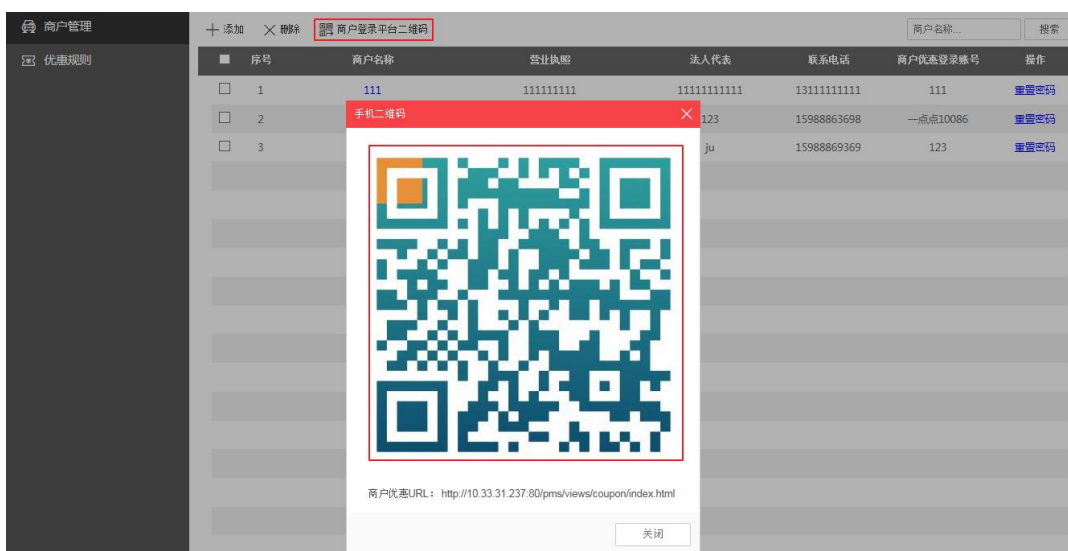 商户管理
优惠规则
添加 删除 商户登录平台二维码 商户名称... 搜索
序号 商户名称 营业执照 法人代表 联系电话 商户优惠登录账号 操作
1 111 111111111 11111111111 13111111111 111 重置密码
2 123 15988863698 一点点10086 重置密码
3 ju 15988869369 123 重置密码
手机二维码
商户优惠URL: http://10.33.31.237:80/pms/views/coupon/index.html
关闭